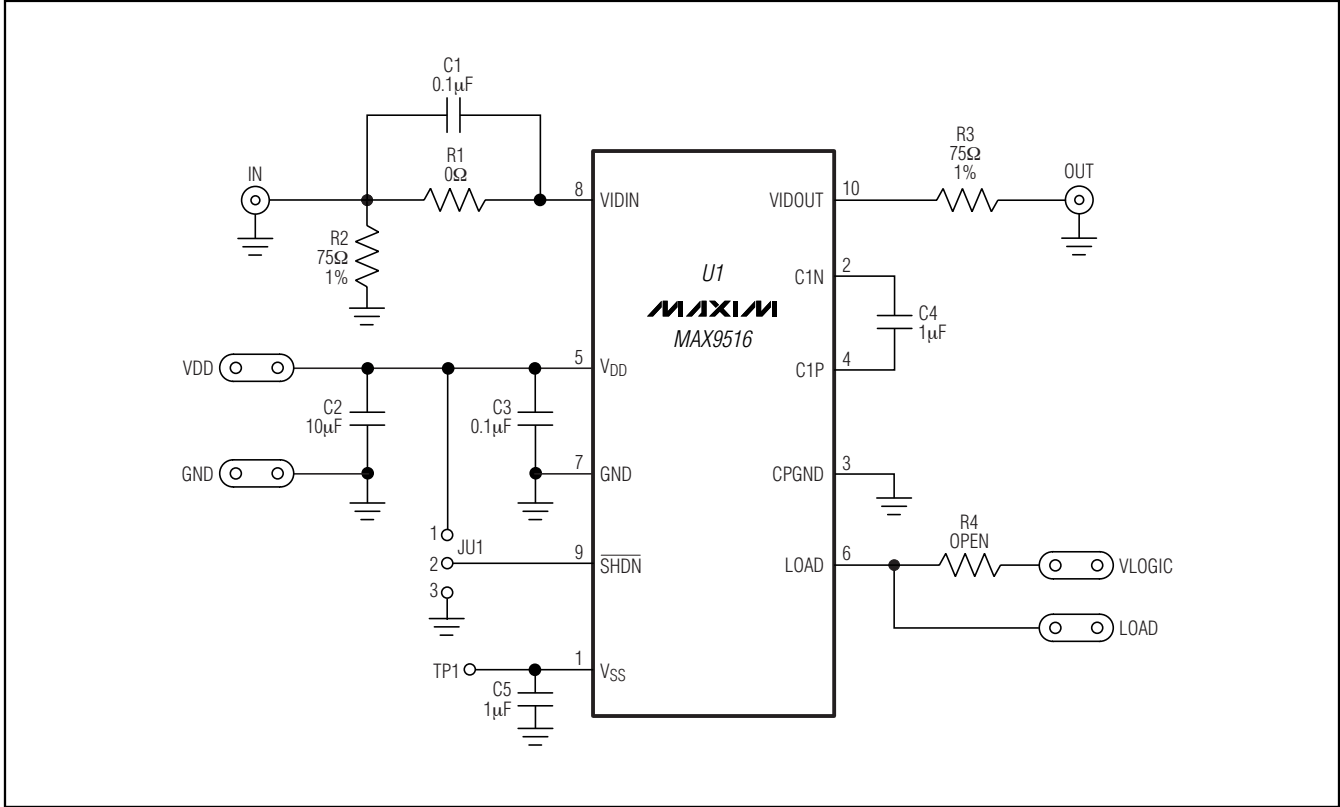 C1
0.1μF
R1
0Ω
IN
R2
75Ω
1%
8
VIDIN
VIDOUT
10
R3
75Ω
1%
OUT
U1
MAXIM
MAX9516
C1N
2
C4
1μF
C1P
4
VDD
C2
10μF
C3
0.1μF
5
VDD
GND
7
GND
CPGND
3
1
2
3
JU1
9
SHDN
LOAD
6
R4
OPEN
VLOGIC
LOAD
TP1
C5
1μF
1
VSS